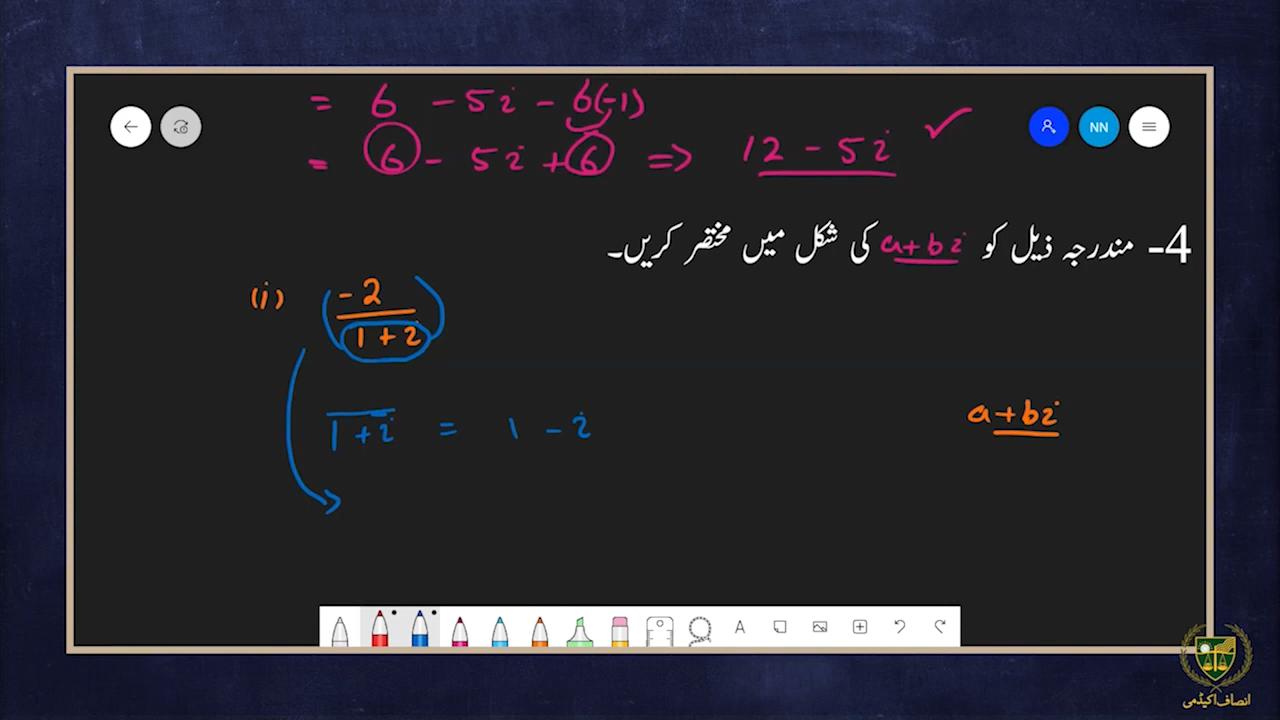 = 6 - 5i - 6(-1)
= 6 - 5i + 6 => 12 - 5i ✓
NN
4- مندرجہ ذیل کو a+bi کی شکل میں مختصر کریں۔
(i) (-2 / 1+i)
a+bi
1+i = 1 - i
A
انصاف اکیڈمی